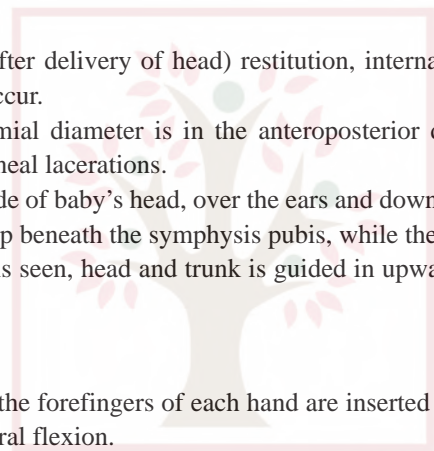 fter delivery of head) restitution, interna
ccur.
mial diameter is in the anteroposterior
neal lacerations.
de of baby's head, over the ears and down
p beneath the symphysis pubis, while the
is seen, head and trunk is guided in upwa
the forefingers of each hand are inserted
ral flexion.